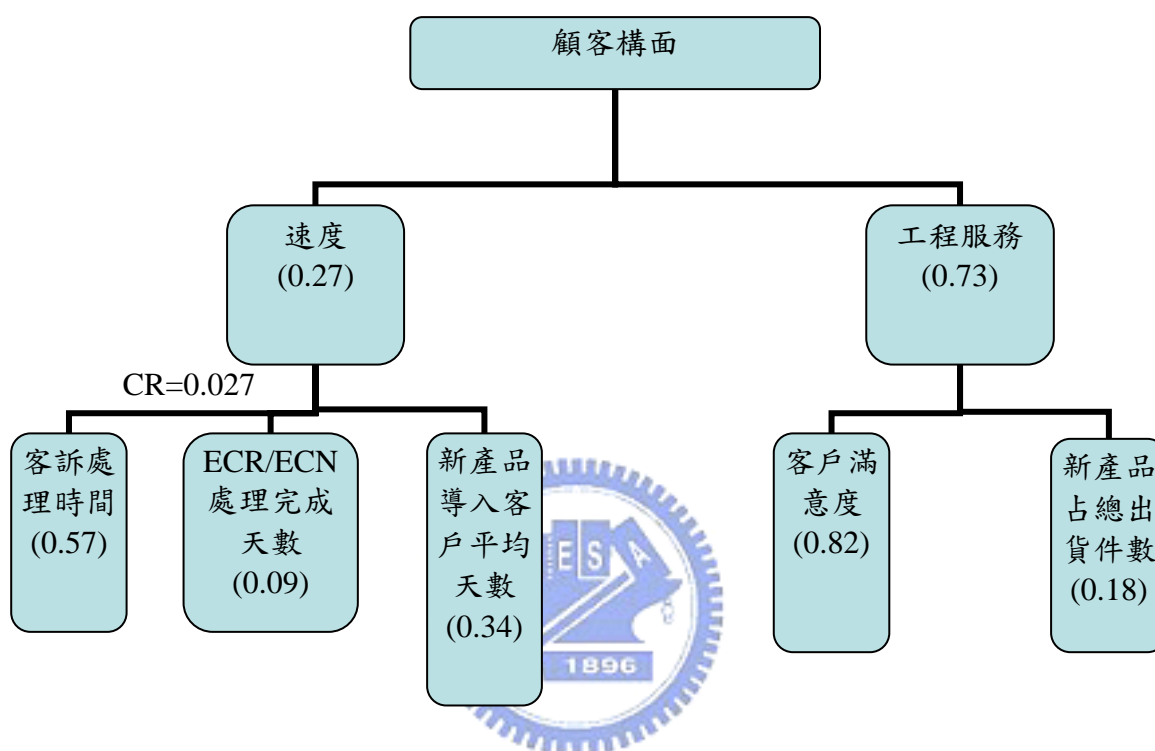 顧客構面
速度
(0.27)
工程服務
(0.73)
CR=0.027
客訴處
理時間
(0.57)
ECR/ECN
處理完成
天數
(0.09)
新產品
導入客
戶平均
天數
(0.34)
客戶滿
意度
(0.82)
新產品
占總出
貨件數
(0.18)
E S A
1896